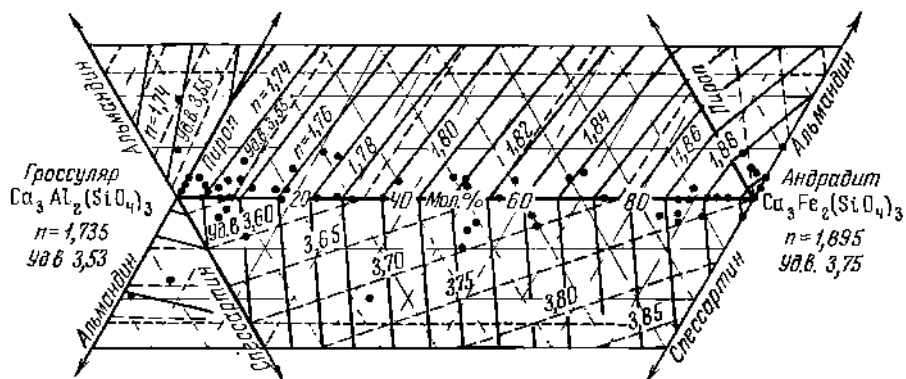 Альмандин
n=1,74
Уд.в. 3,55
Пироп
n=1,74
Уд.в. 3,55
n=1,76
1,78
1,80
1,82
1,84
1,86
1,88
Пироп
Альмандин
Гроссуляр
Ca₃Al₂(SiO₄)₃
n=1,735
Уд.в 3,53
20
40
Мол.%
60
80
Андрадит
Ca₃Fe₂(SiO₄)₃
n=1,895
Уд.в. 3,75
Уд.в 3,60
3,65
3,70
3,75
3,80
3,85
Альмандин
Спессартин
Спессартин